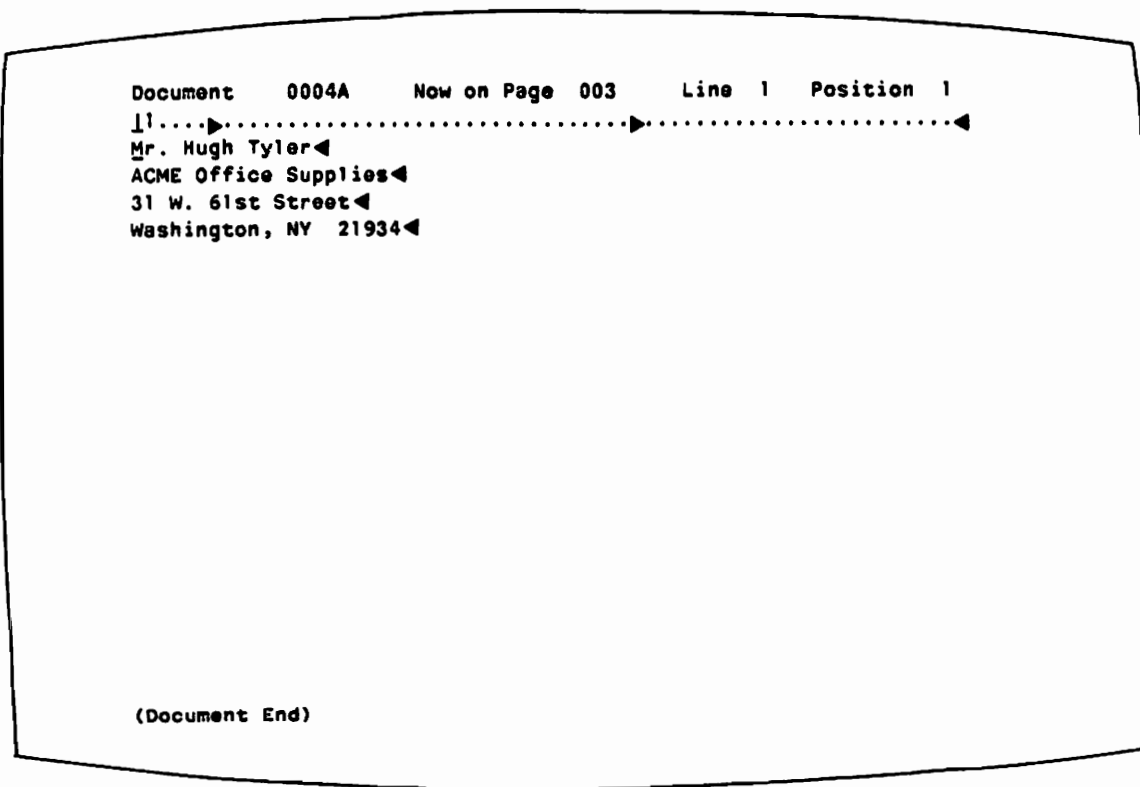 Document 0004A Now on Page 003 Line 1 Position 1
1....▶................................▶........................◀
Mr. Hugh Tyler◀
ACME Office Supplies◀
31 W. 61st Street◀
Washington, NY 21934◀
(Document End)